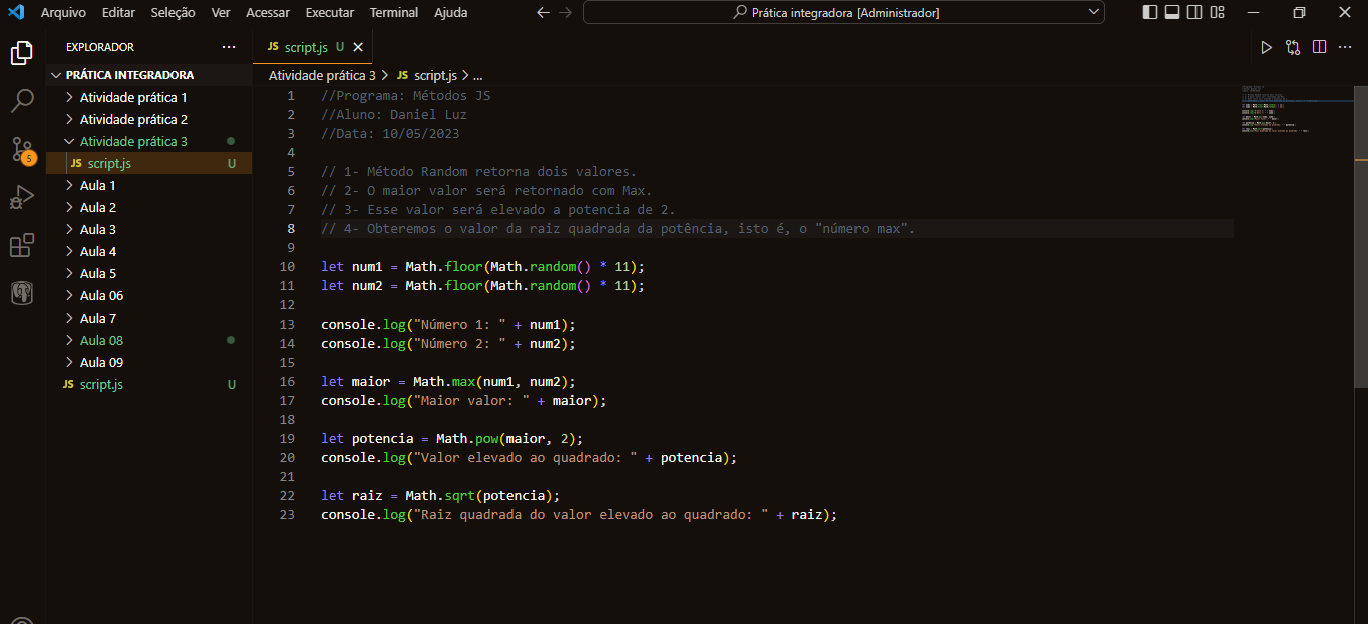 Arquivo Editar Seleção Ver Acessar Executar Terminal Ajuda Prática integradora [Administrador]
EXPLORADOR
JS script.js U
PRÁTICA INTEGRADORA
Atividade prática 1
Atividade prática 2
Atividade prática 3
JS script.js U
Aula 1
Aula 2
Aula 3
Aula 4
Aula 5
Aula 06
Aula 7
Aula 08
Aula 09
JS script.js U
5
Atividade prática 3 > JS script.js > ...
1 //Programa: Métodos JS
2 //Aluno: Daniel Luz
3 //Data: 10/05/2023
4
5 // 1- Método Random retorna dois valores.
6 // 2- O maior valor será retornado com Max.
7 // 3- Esse valor será elevado a potencia de 2.
8 // 4- Obteremos o valor da raiz quadrada da potência, isto é, o "número max".
9
10 let num1 = Math.floor(Math.random() * 11);
11 let num2 = Math.floor(Math.random() * 11);
12
13 console.log("Número 1: " + num1);
14 console.log("Número 2: " + num2);
15
16 let maior = Math.max(num1, num2);
17 console.log("Maior valor: " + maior);
18
19 let potencia = Math.pow(maior, 2);
20 console.log("Valor elevado ao quadrado: " + potencia);
21
22 let raiz = Math.sqrt(potencia);
23 console.log("Raiz quadrada do valor elevado ao quadrado: " + raiz);